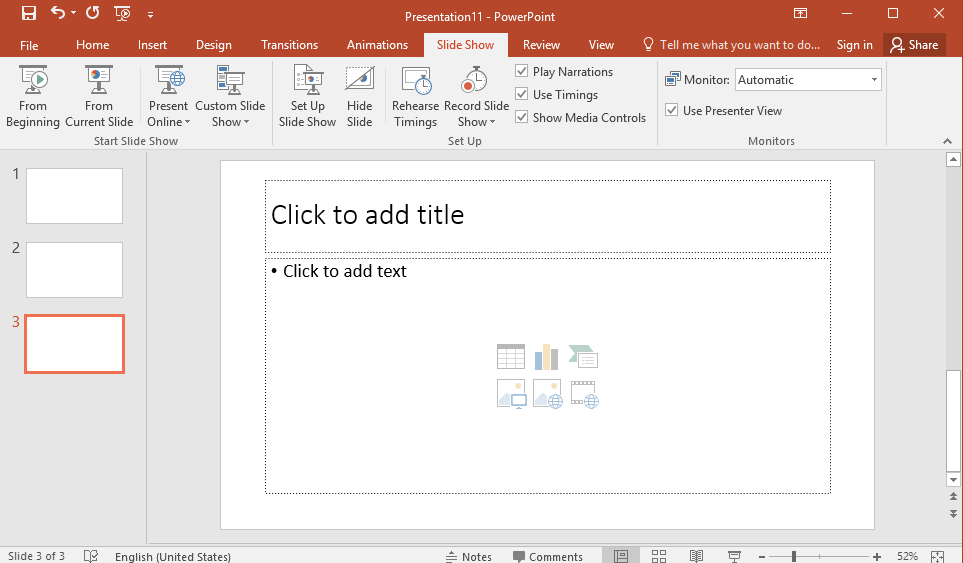 Presentation11 - PowerPoint
File Home Insert Design Transitions Animations Slide Show Review View Tell me what you want to do... Sign in Share
From Beginning
From Current Slide
Present Online
Custom Slide Show
Start Slide Show
Set Up Slide Show
Hide Slide
Rehearse Timings
Record Slide Show
Play Narrations
Use Timings
Show Media Controls
Set Up
Monitor: Automatic
Use Presenter View
Monitors
1
2
3
Click to add title
• Click to add text
Slide 3 of 3 English (United States) Notes Comments 52%